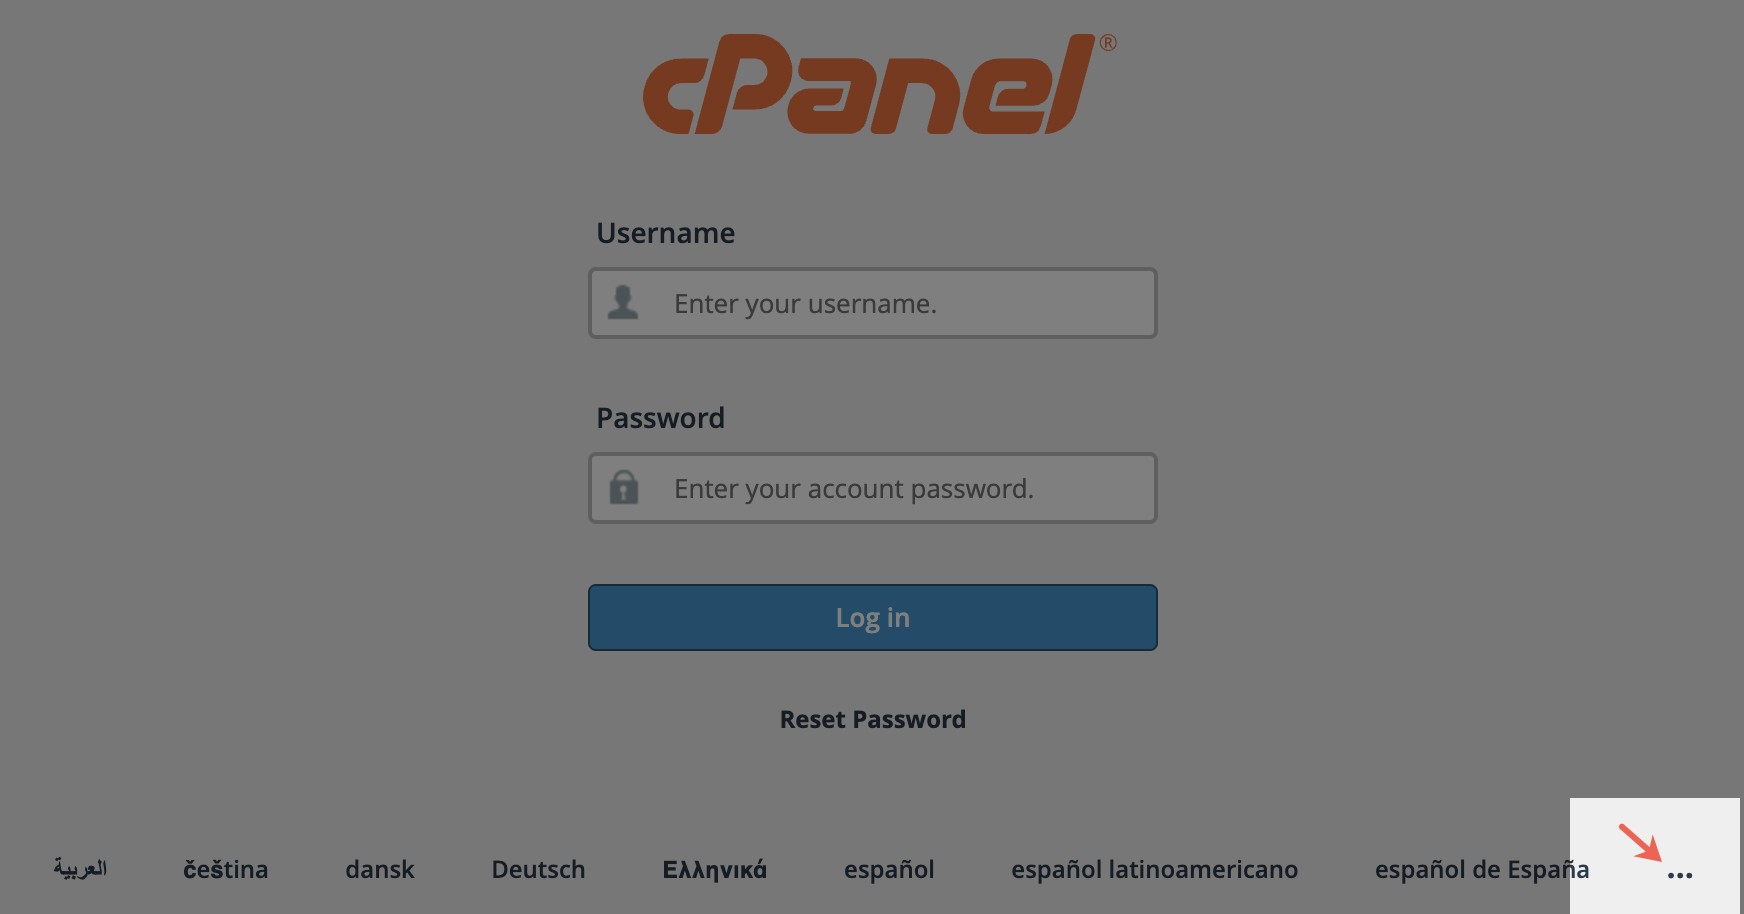 cPanel®
Username
Enter your username.
Password
Enter your account password.
Log in
Reset Password
العربية čeština dansk Deutsch Ελληνικά español español latinoamericano español de España ...